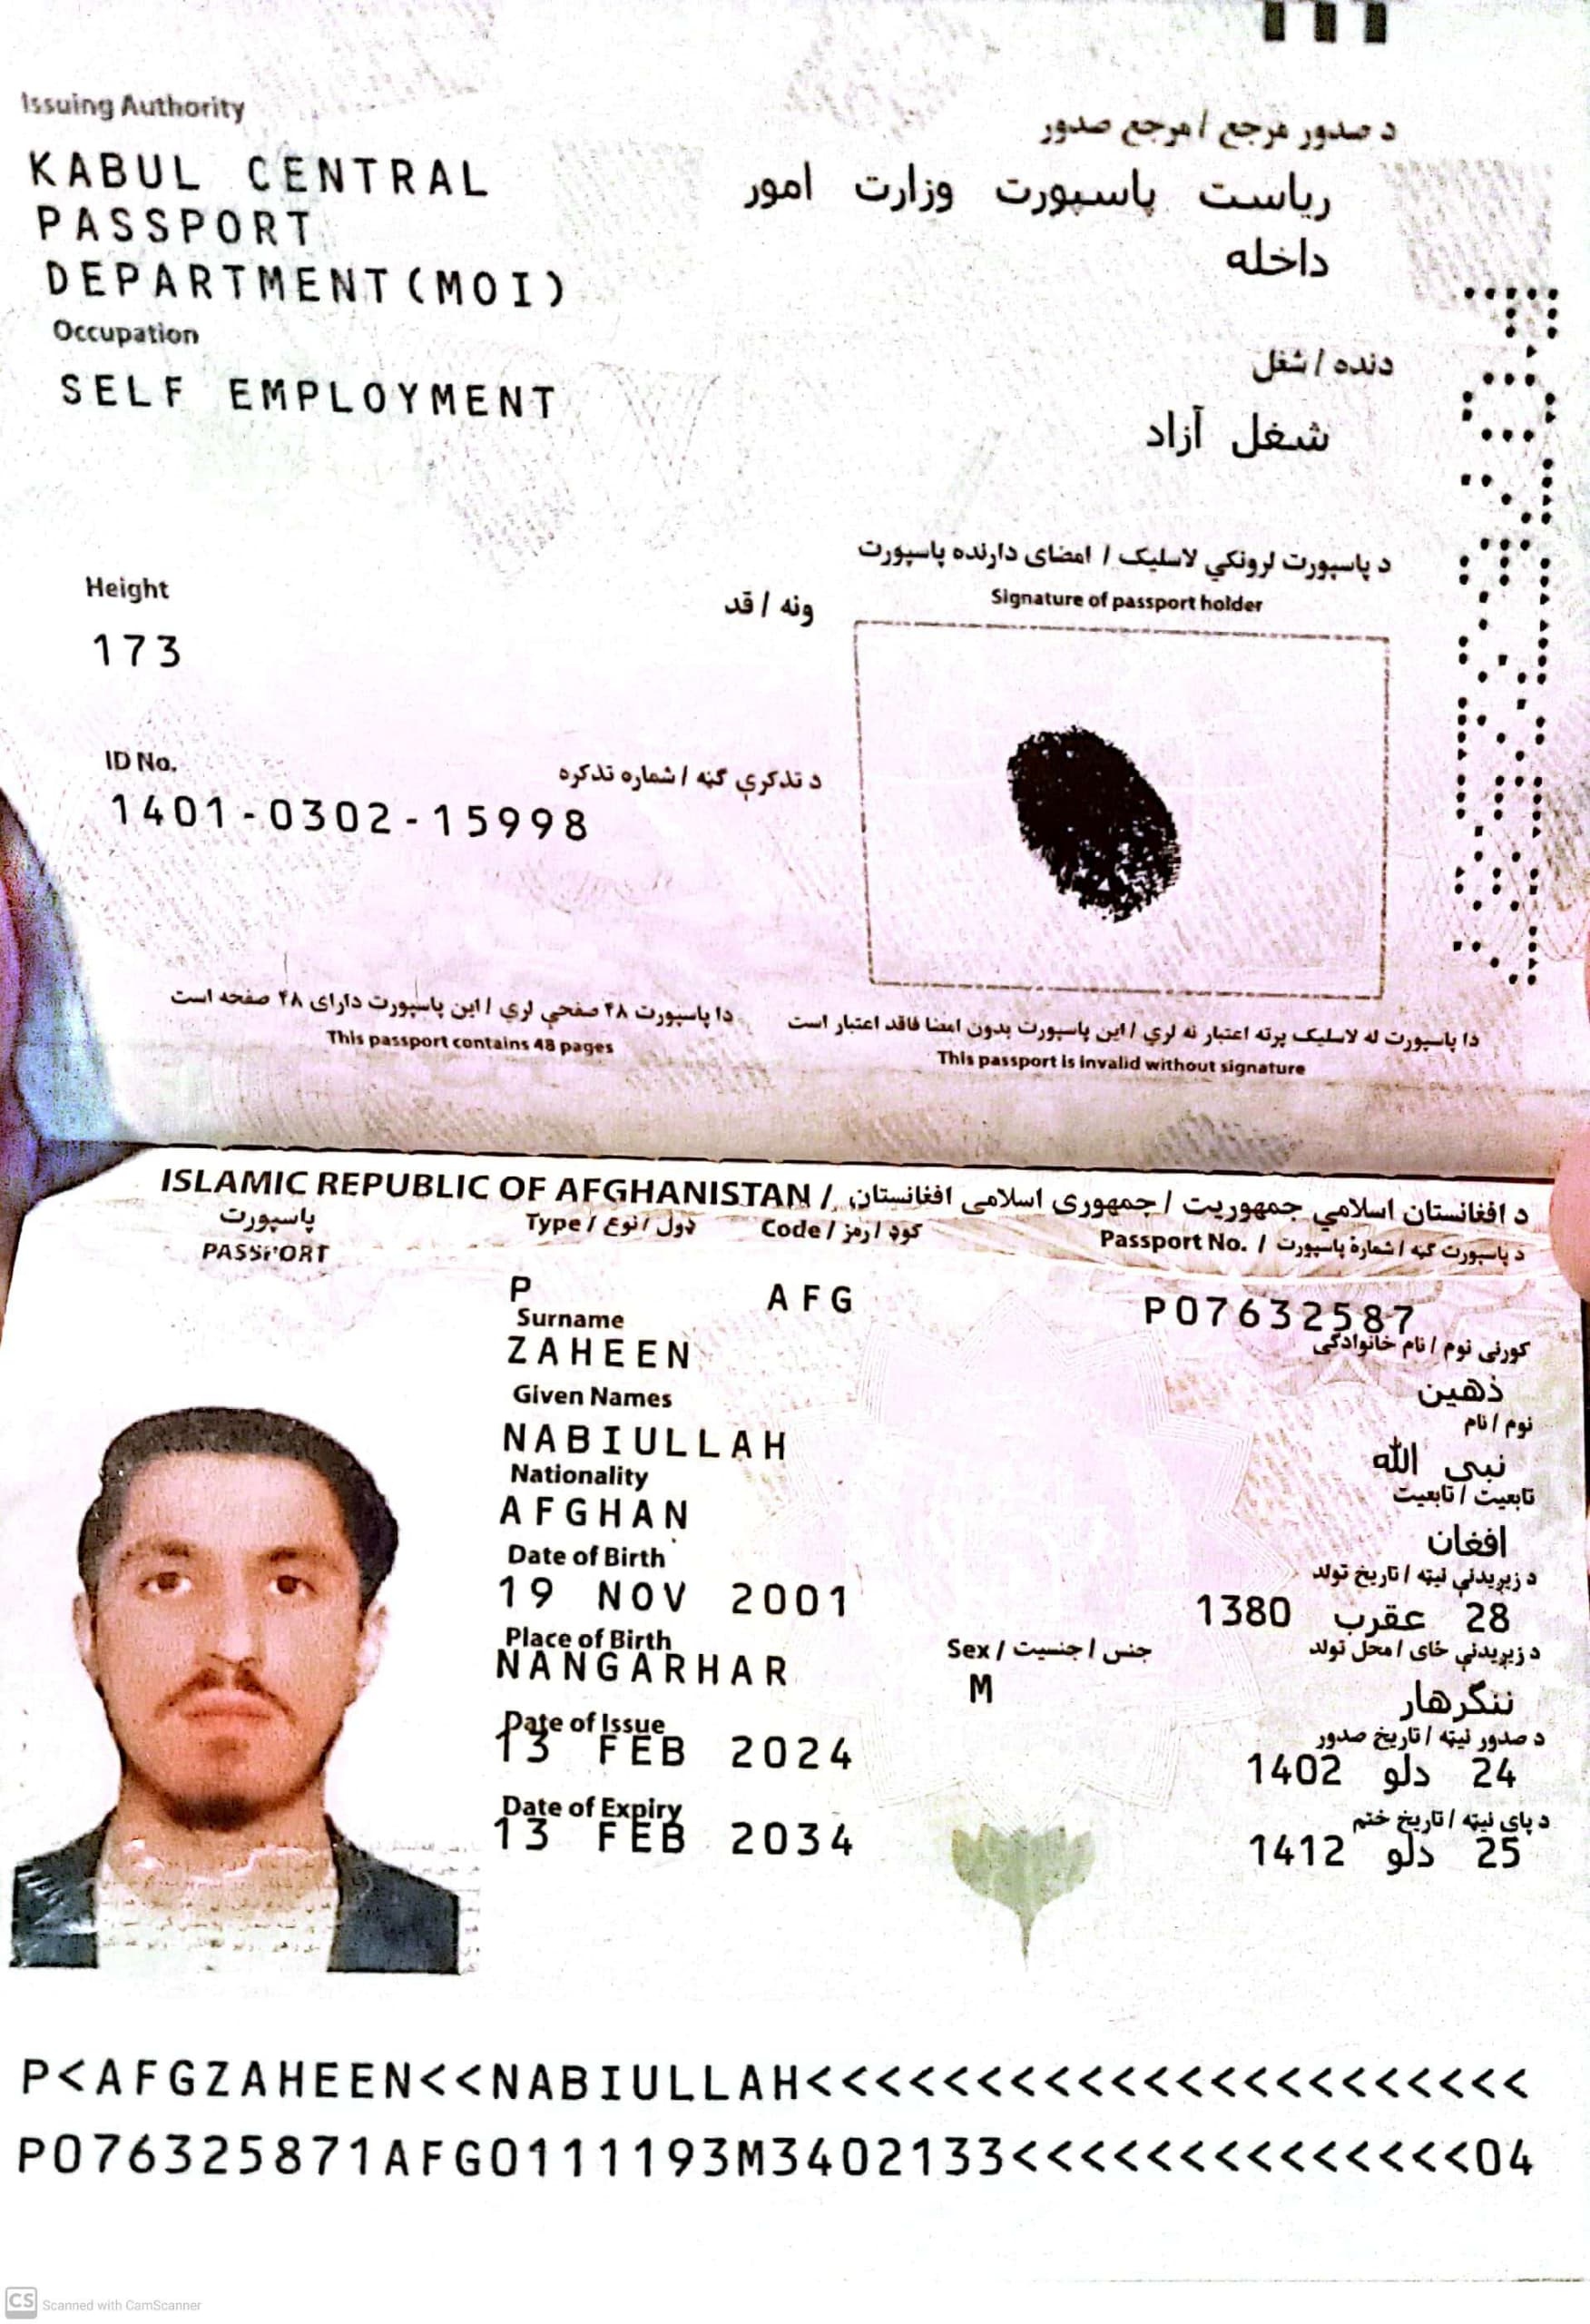 Issuing Authority
د صدور مرجع / مرجع صدور
KABUL CENTRAL
PASSPORT
DEPARTMENT(MOI)
ریاست پاسپورت وزارت امور
داخله
Occupation
دنده / شغل
SELF EMPLOYMENT
شغل آزاد
د پاسپورت لرونکي لاسلیک / امضای دارنده پاسپورت
Signature of passport holder
Height
ونه / قد
173
ID No.
د تذکرې ګڼه / شماره تذکره
1401-0302-15998
دا پاسپورت ۴۸ صفحې لري / این پاسپورت دارای ۴۸ صفحه است
This passport contains 48 pages
دا پاسپورت له لاسلیک پرته اعتبار نه لري / این پاسپورت بدون امضا فاقد اعتبار است
This passport is invalid without signature
ISLAMIC REPUBLIC OF AFGHANISTAN / د افغانستان اسلامي جمهوریت / جمهوری اسلامی افغانستان
پاسپورت
PASSPORT
Type / ډول / نوع
Code / کوډ / رمز
Passport No. / د پاسپورت ګڼه / شمارۀ پاسپورت
P
AFG
P07632587
Surname
کورنی نوم / نام خانوادگی
ZAHEEN
ذهین
Given Names
نوم / نام
NABIULLAH
نبی الله
Nationality
تابعیت / تابعیت
AFGHAN
افغان
Date of Birth
د زیږیدنې نیټه / تاریخ تولد
19 NOV 2001
28 عقرب 1380
Place of Birth
Sex / جنس / جنسیت
د زیږیدنې ځای / محل تولد
NANGARHAR
M
ننگرهار
Date of Issue
د صدور نیټه / تاریخ صدور
13 FEB 2024
24 دلو 1402
Date of Expiry
د پای نیټه / تاریخ ختم
13 FEB 2034
25 دلو 1412
P<AFGZAHEEN<<NABIULLAH<<<<<<<<<<<<<<<<<<<<<<
P076325871AFG0111193M3402133<<<<<<<<<<<<<<04
CS Scanned with CamScanner